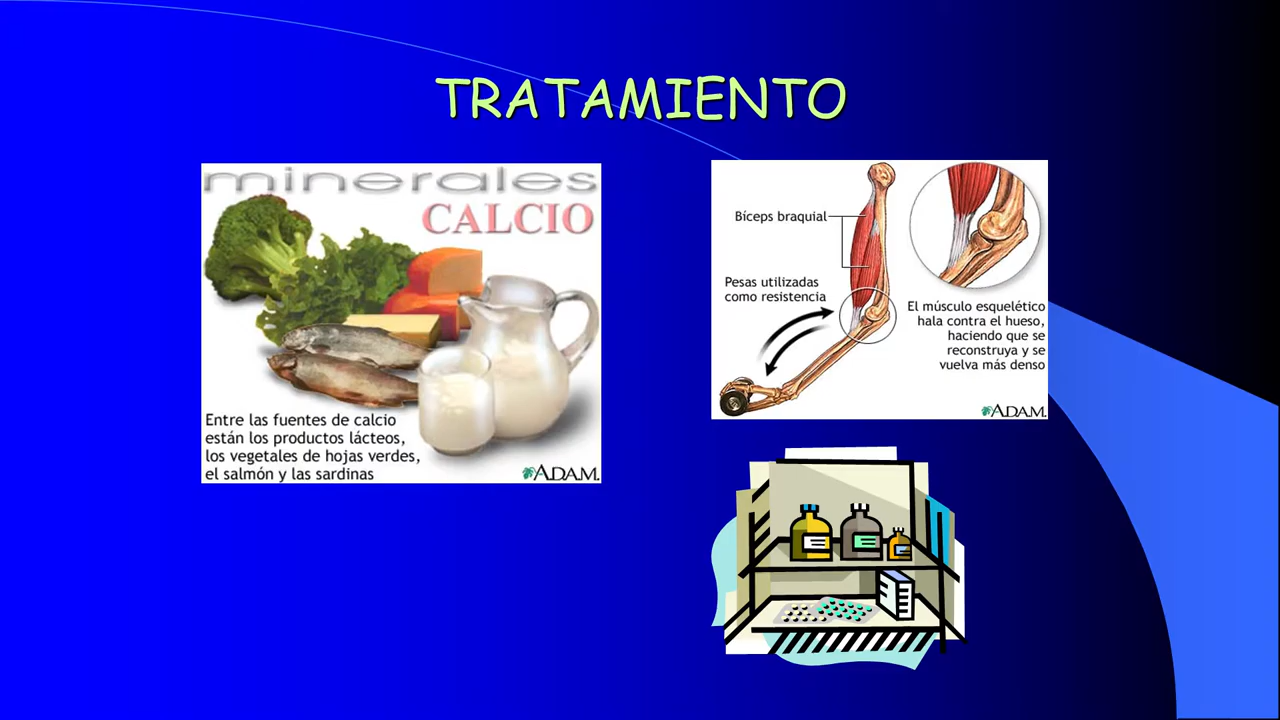 TRATAMIENTO
minerales
CALCIO
Entre las fuentes de calcio
están los productos lácteos,
los vegetales de hojas verdes,
el salmón y las sardinas
A.D.A.M.
Bíceps braquial
Pesas utilizadas
como resistencia
El músculo esquelético
hala contra el hueso,
haciendo que se
reconstruya y se
vuelva más denso
A.D.A.M.